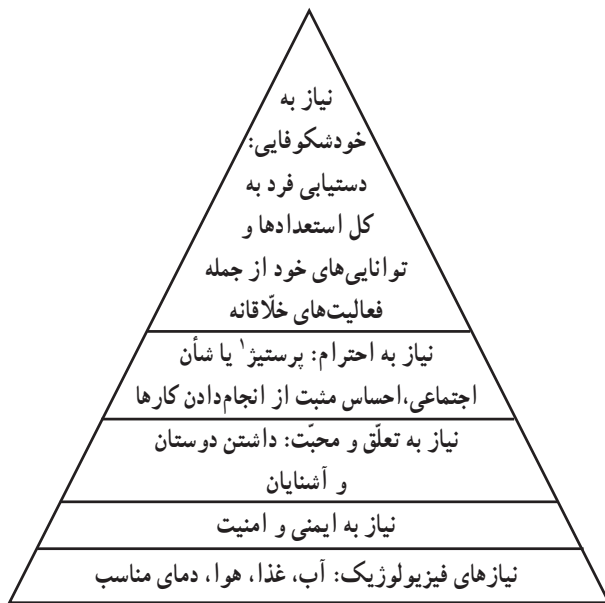 نیاز به
خودشکوفایی:
دستیابی فرد به
کل استعدادها و
توانایی‌های خود از جمله
فعالیت‌های خلّاقانه
نیاز به احترام: پرستیژ۱ یا شأن
اجتماعی،احساس مثبت از انجام‌دادن کارها
نیاز به تعلّق و محبّت: داشتن دوستان
و آشنایان
نیاز به ایمنی و امنیت
نیازهای فیزیولوژیک: آب، غذا، هوا، دمای مناسب